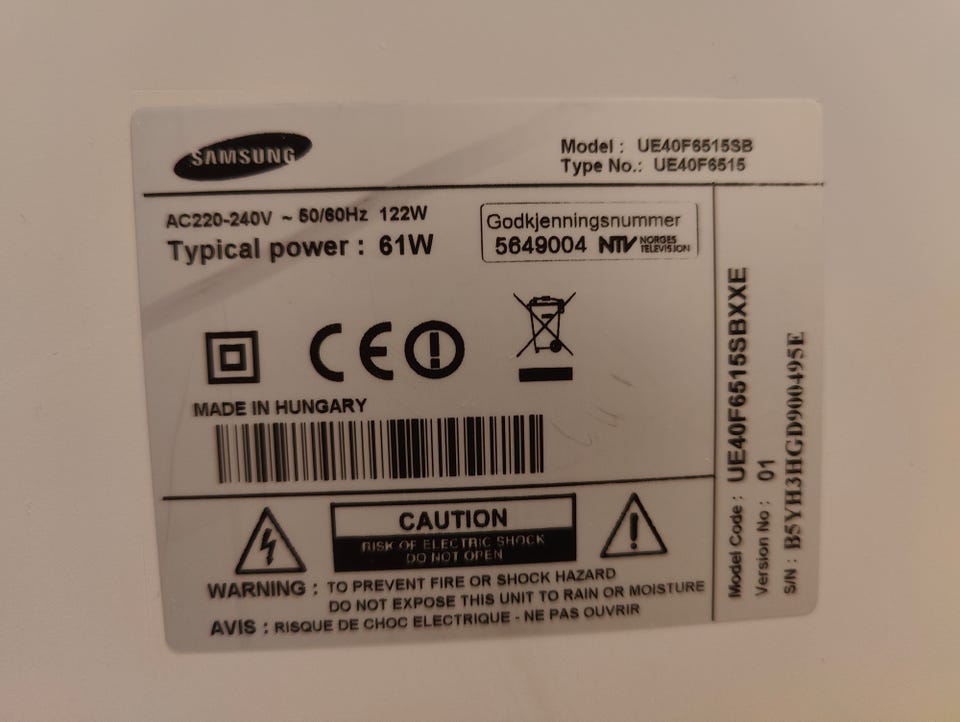 SAMSUNG
Model : UE40F6515SB
Type No.: UE40F6515
AC220-240V ~ 50/60Hz 122W
Typical power : 61W
Godkjenningsnummer
5649004 NTV NORGES
TELEVISJON
CE
MADE IN HUNGARY
CAUTION
RISK OF ELECTRIC SHOCK
DO NOT OPEN
WARNING : TO PREVENT FIRE OR SHOCK HAZARD
DO NOT EXPOSE THIS UNIT TO RAIN OR MOISTURE
AVIS : RISQUE DE CHOC ELECTRIQUE - NE PAS OUVRIR
Model Code : UE40F6515SBXXE
Version No : 01
S/N : B5YH3HGD900495E